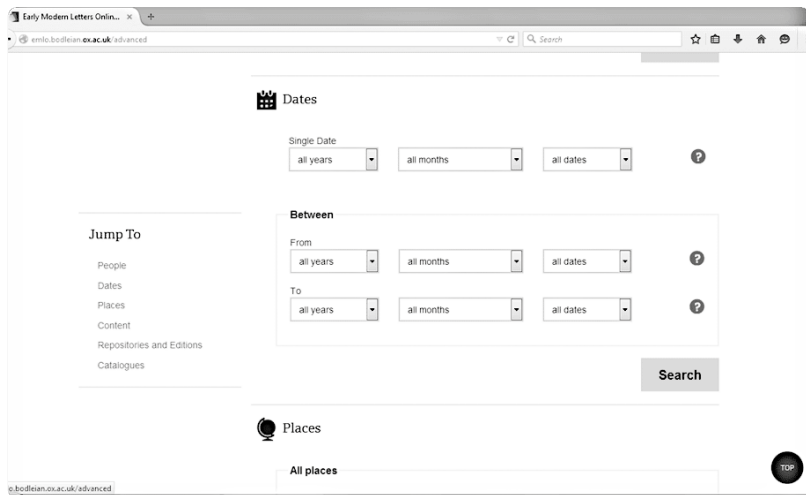 Early Modern Letters Onlin... × +
emlo.bodleian.ox.ac.uk/advanced
Search
Dates
Single Date
all years all months all dates ?
Between
From
all years all months all dates ?
To
all years all months all dates ?
Search
Jump To
People
Dates
Places
Content
Repositories and Editions
Catalogues
Places
All places
TOP
o.bodleian.ox.ac.uk/advanced